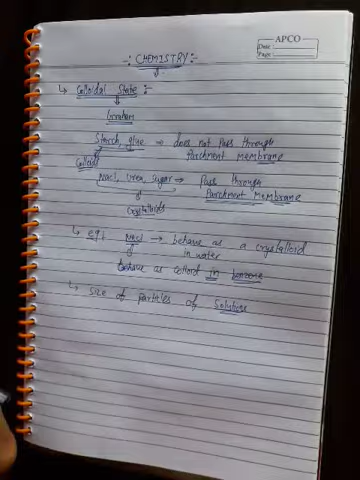 APCO
Date :
Page :
-: CHEMISTRY :-
↳ Colloidal State :-
Graham
Starch, glue ⇒ does not Pass through
Parchment MEMBRANE
Colloid
NaCl, Urea, sugar ⇒ Pass through
Parchment MEMBRANE
Crystalloids
↳ eg:- NaCl → behave as a crystalloid
in water
behave as colloid in benzene
↳ Size of Particles of Solution